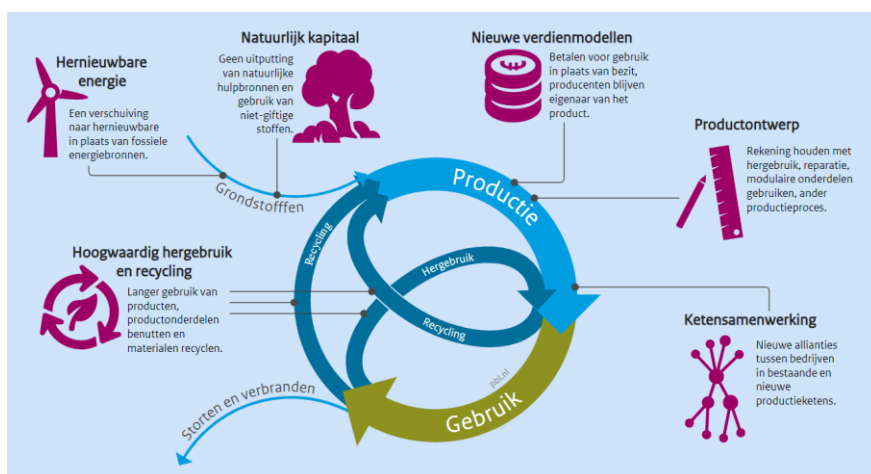 Hernieuwbare
energie
Een verschuiving
naar hernieuwbare
in plaats van fossiele
energiebronnen.
Natuurlijk kapitaal
Geen uitputting
van natuurlijke
hulpbronnen en
gebruik van
niet-giftige
stoffen.
Nieuwe verdienmodellen
Betalen voor gebruik
in plaats van bezit,
producenten blijven
eigenaar van het
product.
Productontwerp
Rekening houden met
hergebruik, reparatie,
modulaire onderdelen
gebruiken, ander
productieproces.
Grondstofffen
Productie
Recycling
Hergebruik
Recycling
Hoogwaardig hergebruik
en recycling
Langer gebruik van
producten,
productonderdelen
benutten en
materialen recyclen.
Ketensamenwerking
Nieuwe allianties
tussen bedrijven
in bestaande en
nieuwe
productieketens.
pbl.nl
Gebruik
Storten en verbranden